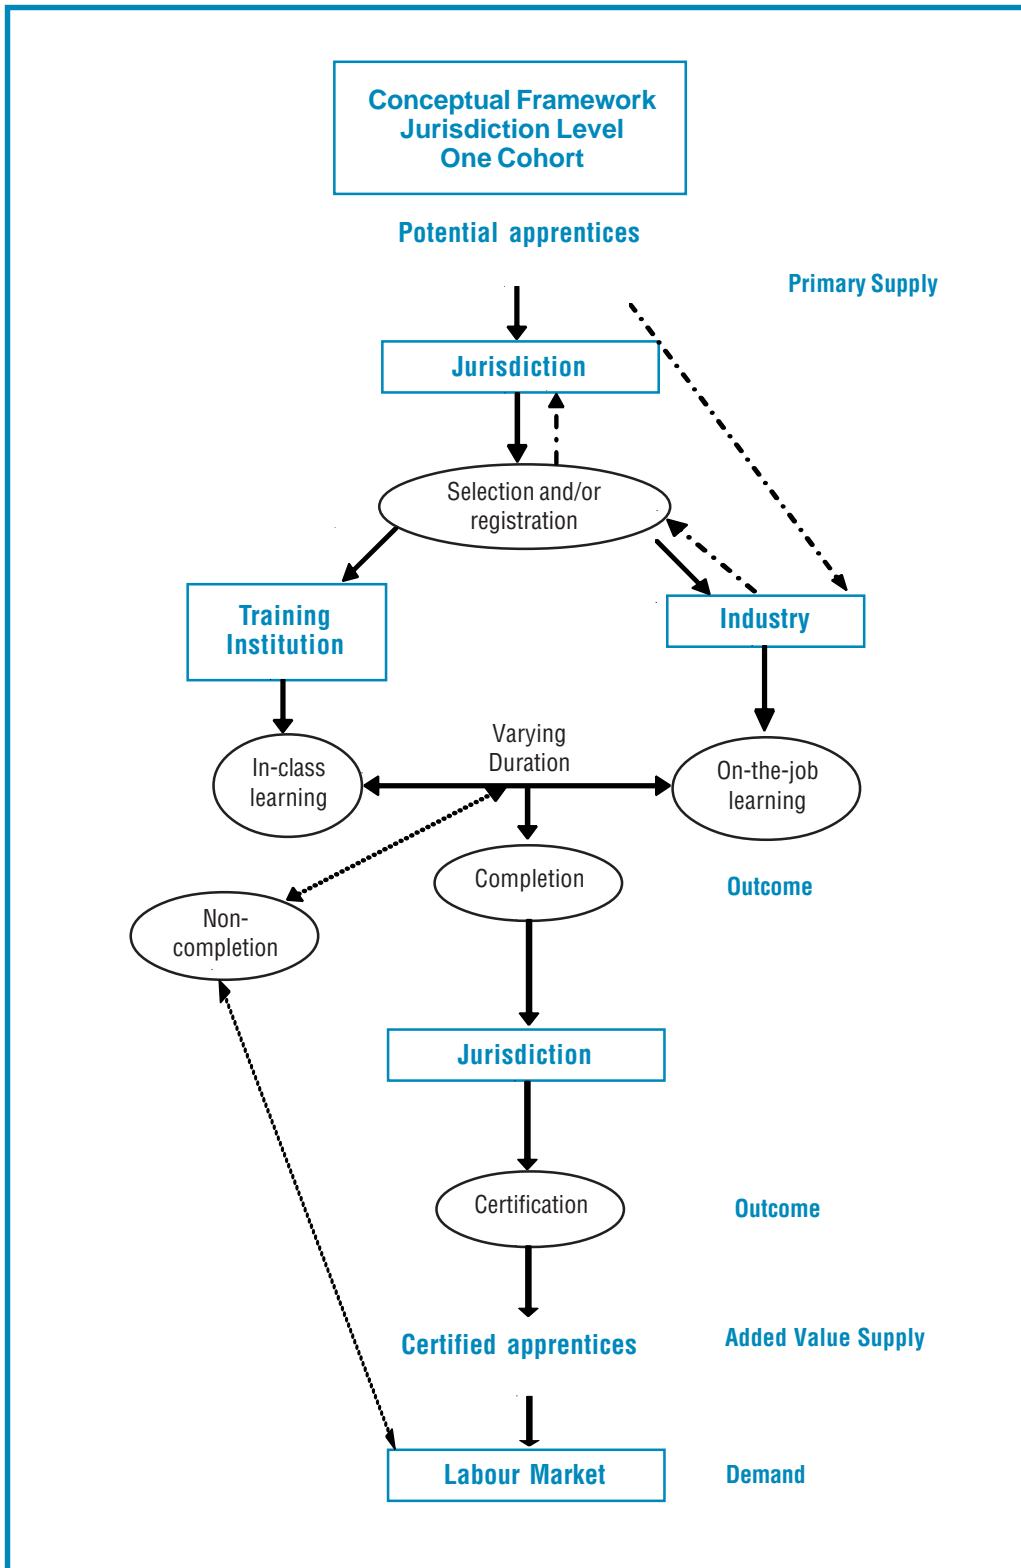 Conceptual Framework
Jurisdiction Level
One Cohort
Potential apprentices
Primary Supply
Jurisdiction
Selection and/or
registration
Training
Institution
Industry
Varying
Duration
In-class
learning
On-the-job
learning
Completion
Outcome
Non-
completion
Jurisdiction
Certification
Outcome
Certified apprentices
Added Value Supply
Labour Market
Demand